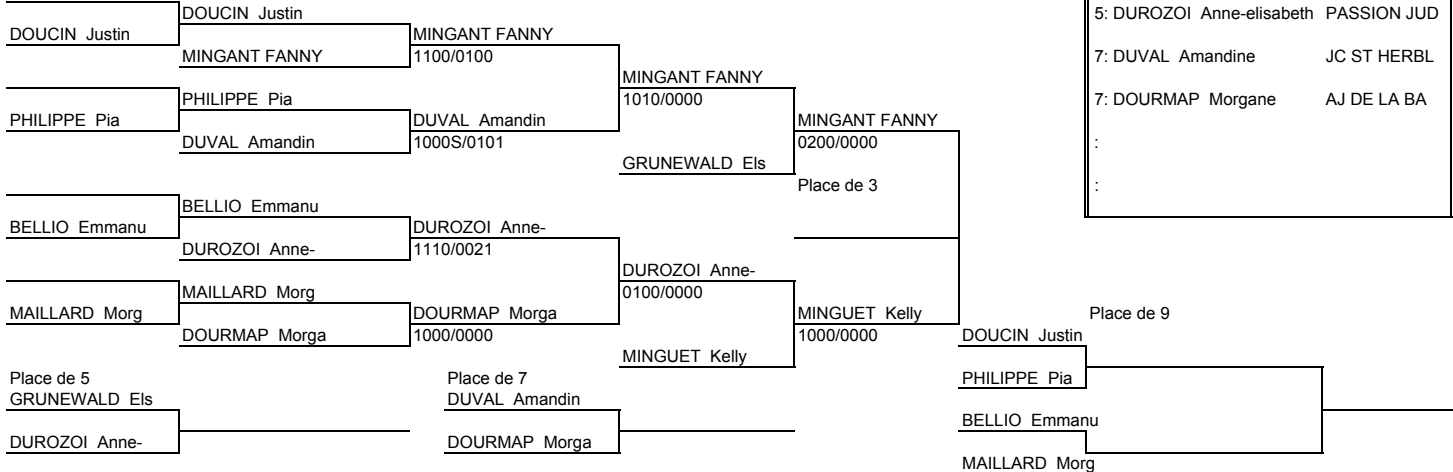 DOUCIN Justin
5: DUROZOI Anne-elisabeth PASSION JUD
DOUCIN Justin
MINGANT FANNY
MINGANT FANNY
1100/0100
7: DUVAL Amandine JC ST HERBL
MINGANT FANNY
PHILIPPE Pia
1010/0000
7: DOURMAP Morgane AJ DE LA BA
PHILIPPE Pia
DUVAL Amandin
MINGANT FANNY
DUVAL Amandin
1000S/0101
0200/0000
:
GRUNEWALD Els
Place de 3
:
BELLIO Emmanu
BELLIO Emmanu
DUROZOI Anne-
DUROZOI Anne-
1110/0021
DUROZOI Anne-
MAILLARD Morg
0100/0000
MAILLARD Morg
DOURMAP Morga
MINGUET Kelly
Place de 9
DOURMAP Morga
1000/0000
1000/0000
DOUCIN Justin
MINGUET Kelly
Place de 5
Place de 7
PHILIPPE Pia
GRUNEWALD Els
DUVAL Amandin
BELLIO Emmanu
DUROZOI Anne-
DOURMAP Morga
MAILLARD Morg